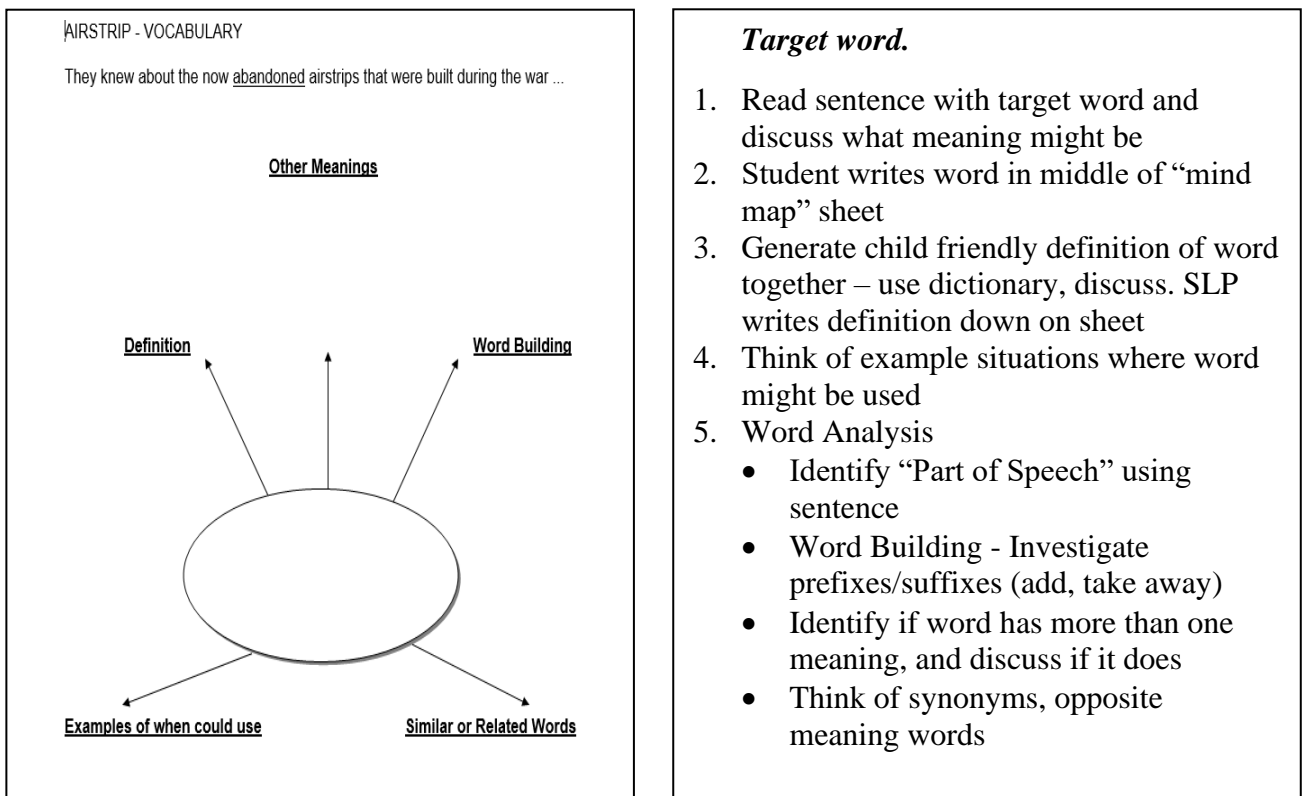 AIRSTRIP - VOCABULARY
They knew about the now abandoned airstrips that were built during the war ...
Other Meanings
Definition
Word Building
Examples of when could use
Similar or Related Words
Target word.
1. Read sentence with target word and
discuss what meaning might be
2. Student writes word in middle of “mind
map” sheet
3. Generate child friendly definition of word
together – use dictionary, discuss. SLP
writes definition down on sheet
4. Think of example situations where word
might be used
5. Word Analysis
• Identify “Part of Speech” using
sentence
• Word Building - Investigate
prefixes/suffixes (add, take away)
• Identify if word has more than one
meaning, and discuss if it does
• Think of synonyms, opposite
meaning words